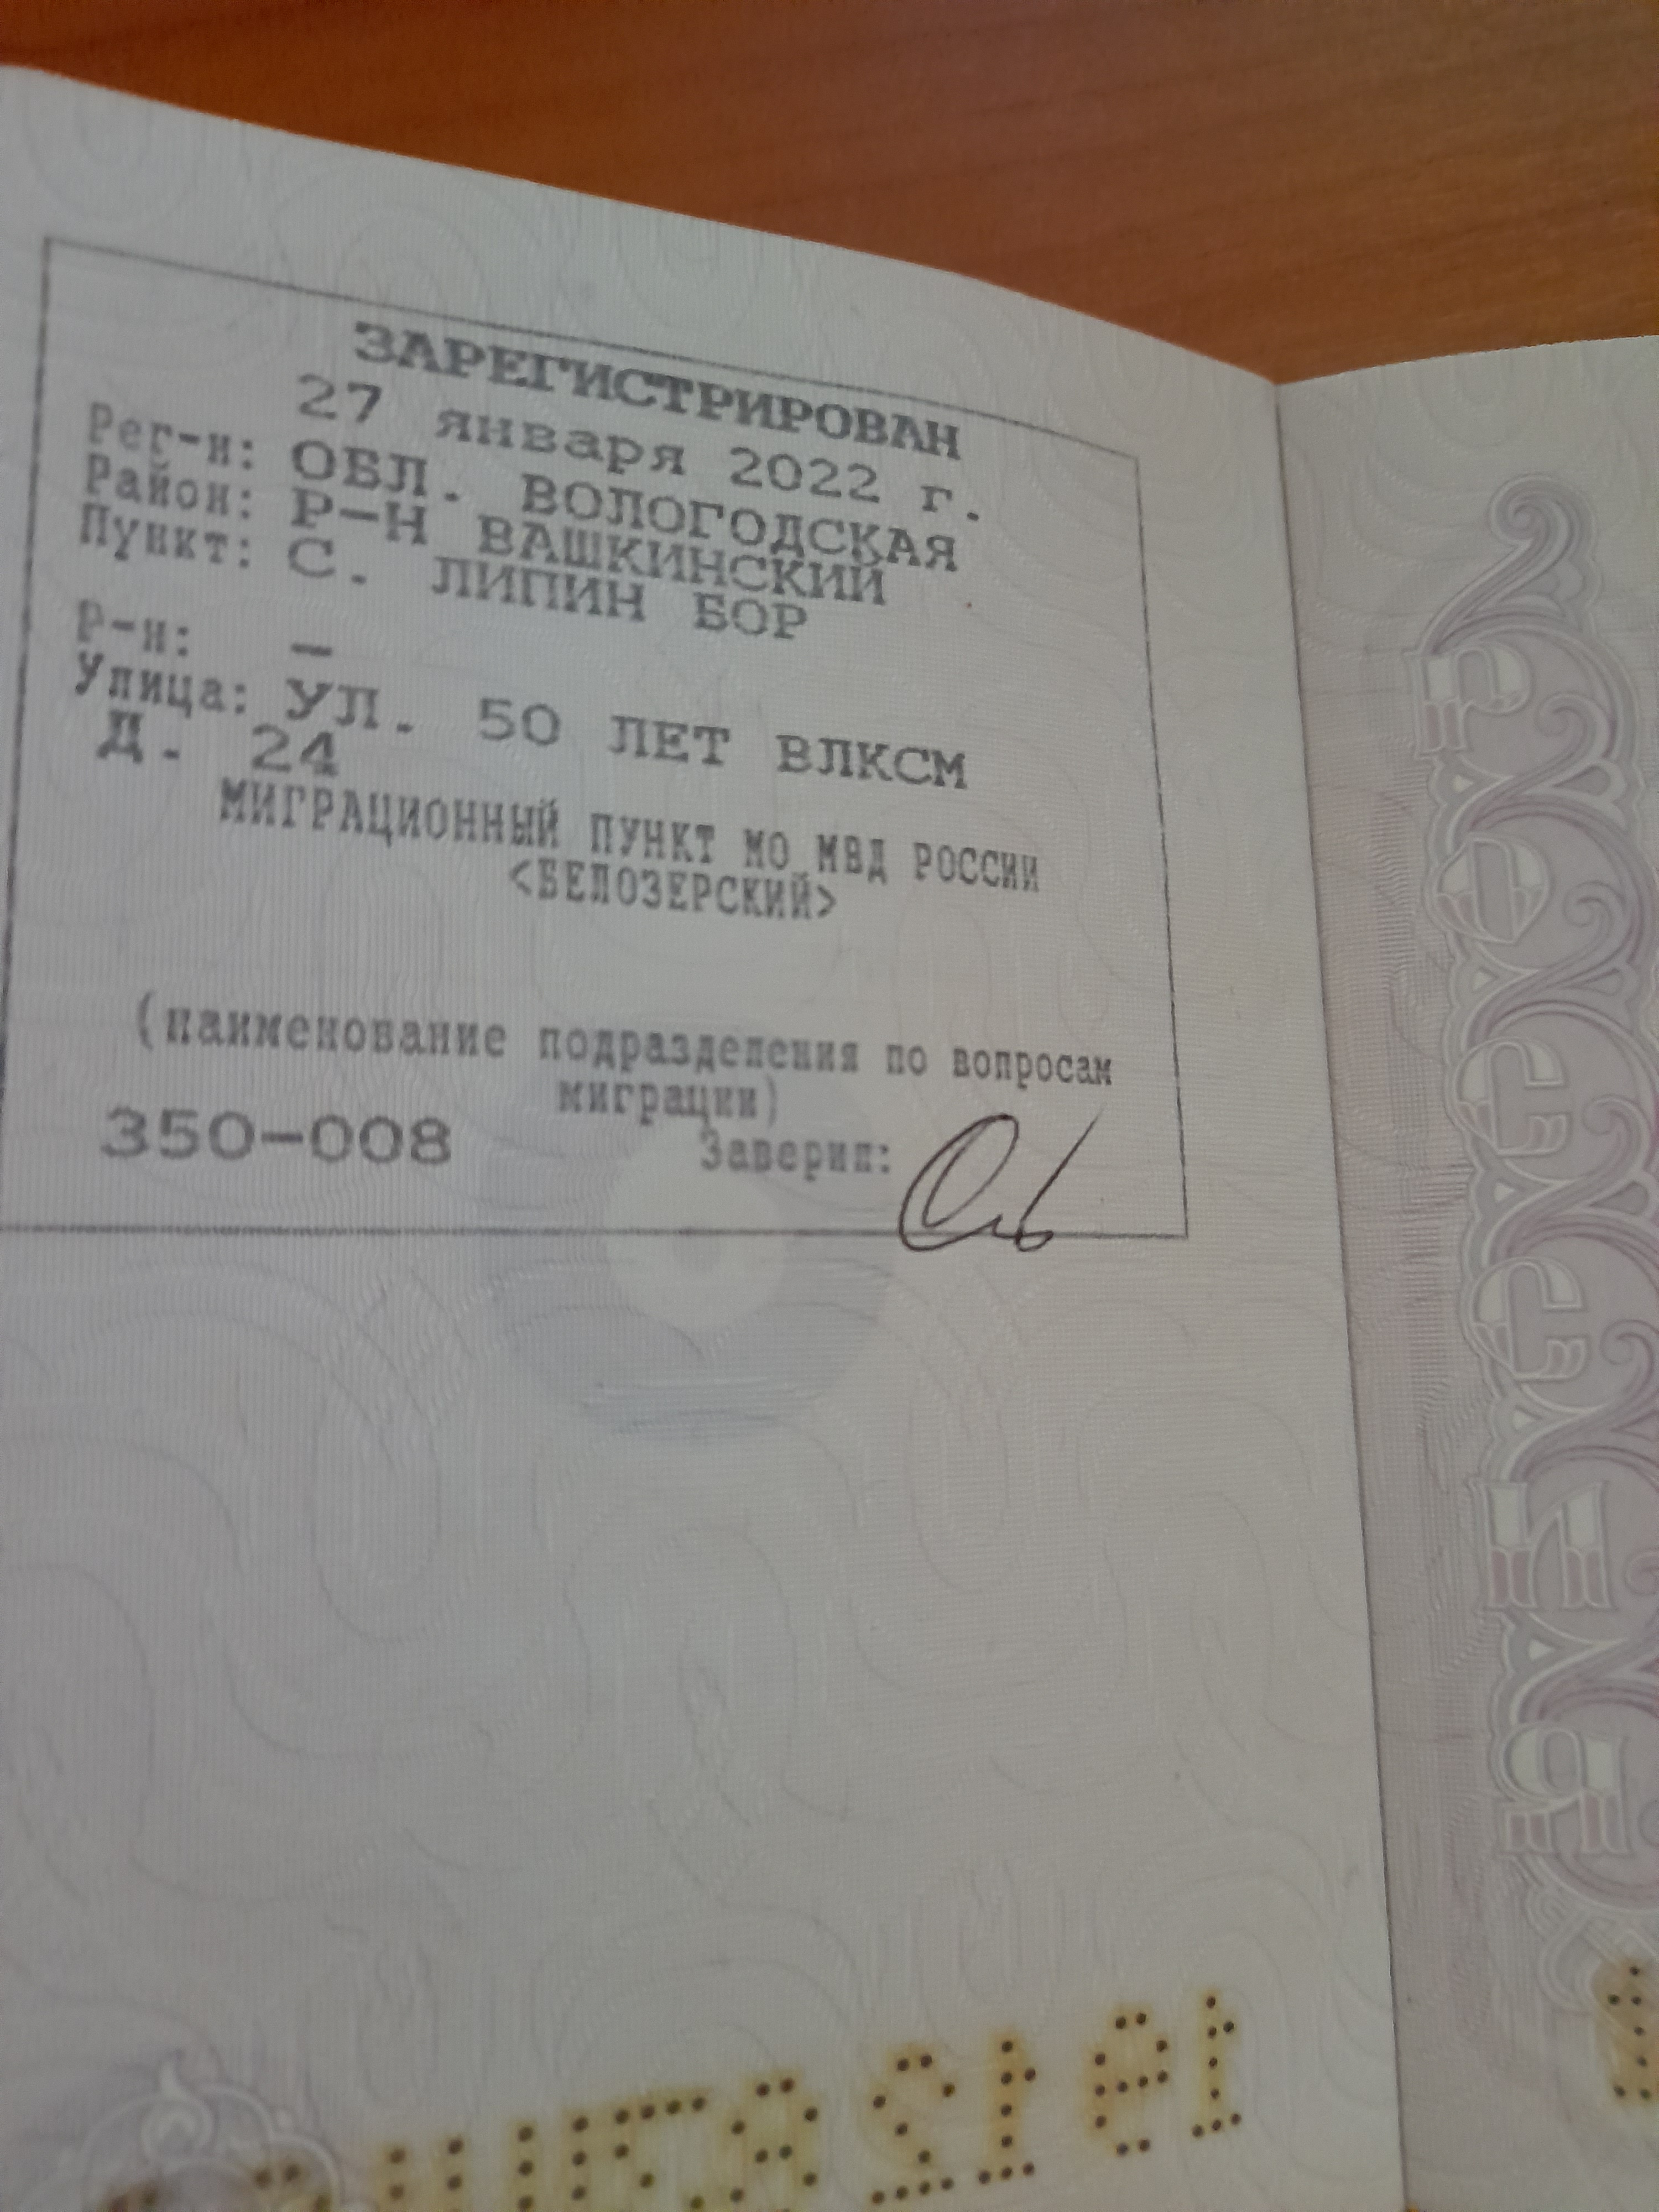 ЗАРЕГИСТРИРОВАН
27 января 2022 г.
Рег-н: ОБЛ. ВОЛОГОДСКАЯ
Район: Р-Н ВАШКИНСКИЙ
Пункт: С. ЛИПИН БОР
Р-н: –
Улица: УЛ. 50 ЛЕТ ВЛКСМ
Д. 24
МИГРАЦИОННЫЙ ПУНКТ МО МВД РОССИИ
<БЕЛОЗЕРСКИЙ>
(наименование подразделения по вопросам
миграции)
350-008 Заверил: